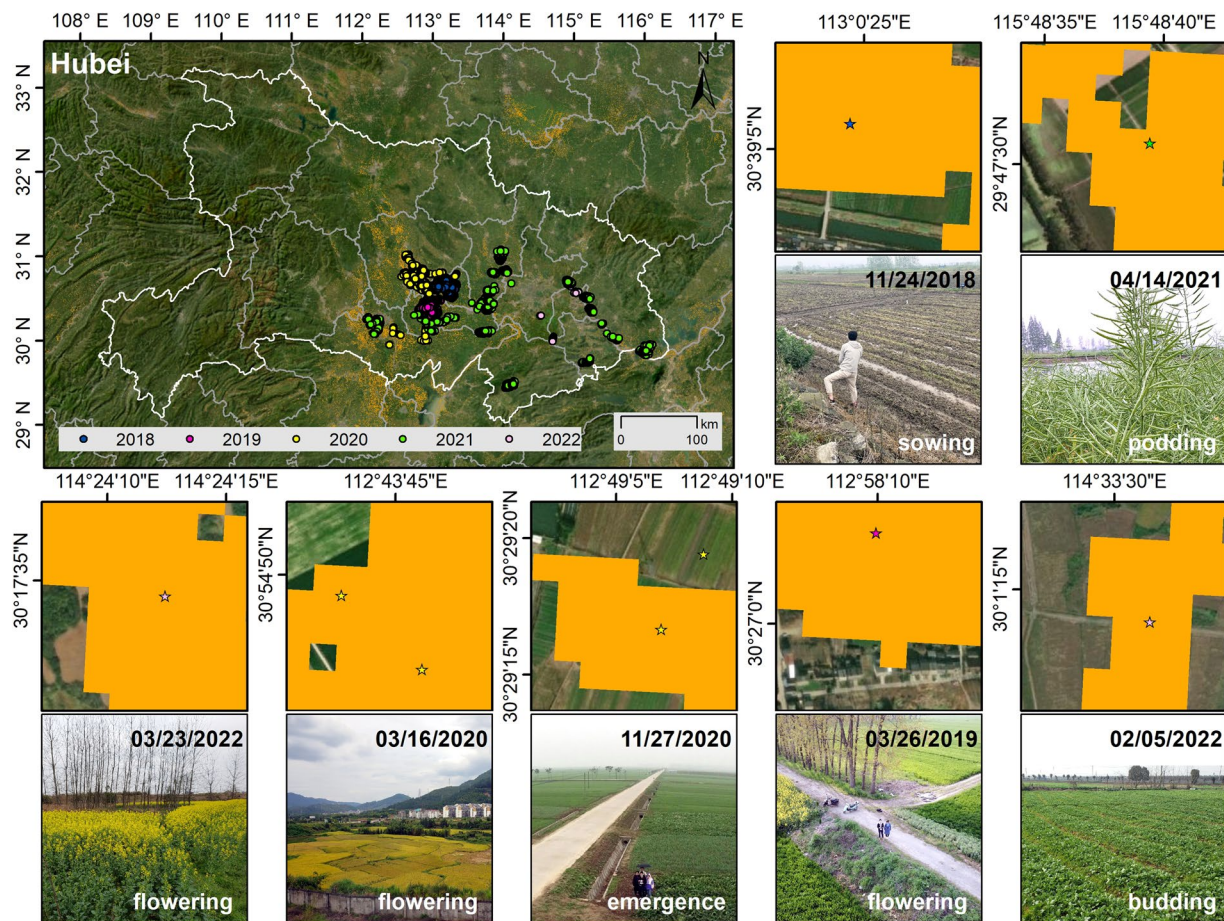 108° E 109° E 110° E 111° E 112° E 113° E 114° E 115° E 116° E 117° E
Hubei
N
33° N
32° N
31° N
30° N
29° N
2018 2019 2020 2021 2022
km
0 100
113°0'25"E
30°39'5"N
11/24/2018
sowing
115°48'35"E 115°48'40"E
29°47'30"N
04/14/2021
podding
114°24'10"E 114°24'15"E
30°17'35"N
03/23/2022
flowering
112°43'45"E
30°54'50"N
03/16/2020
flowering
112°49'5"E 112°49'10"E
30°29'20"N
30°29'15"N
11/27/2020
emergence
112°58'10"E
30°27'0"N
03/26/2019
flowering
114°33'30"E
30°1'15"N
02/05/2022
budding